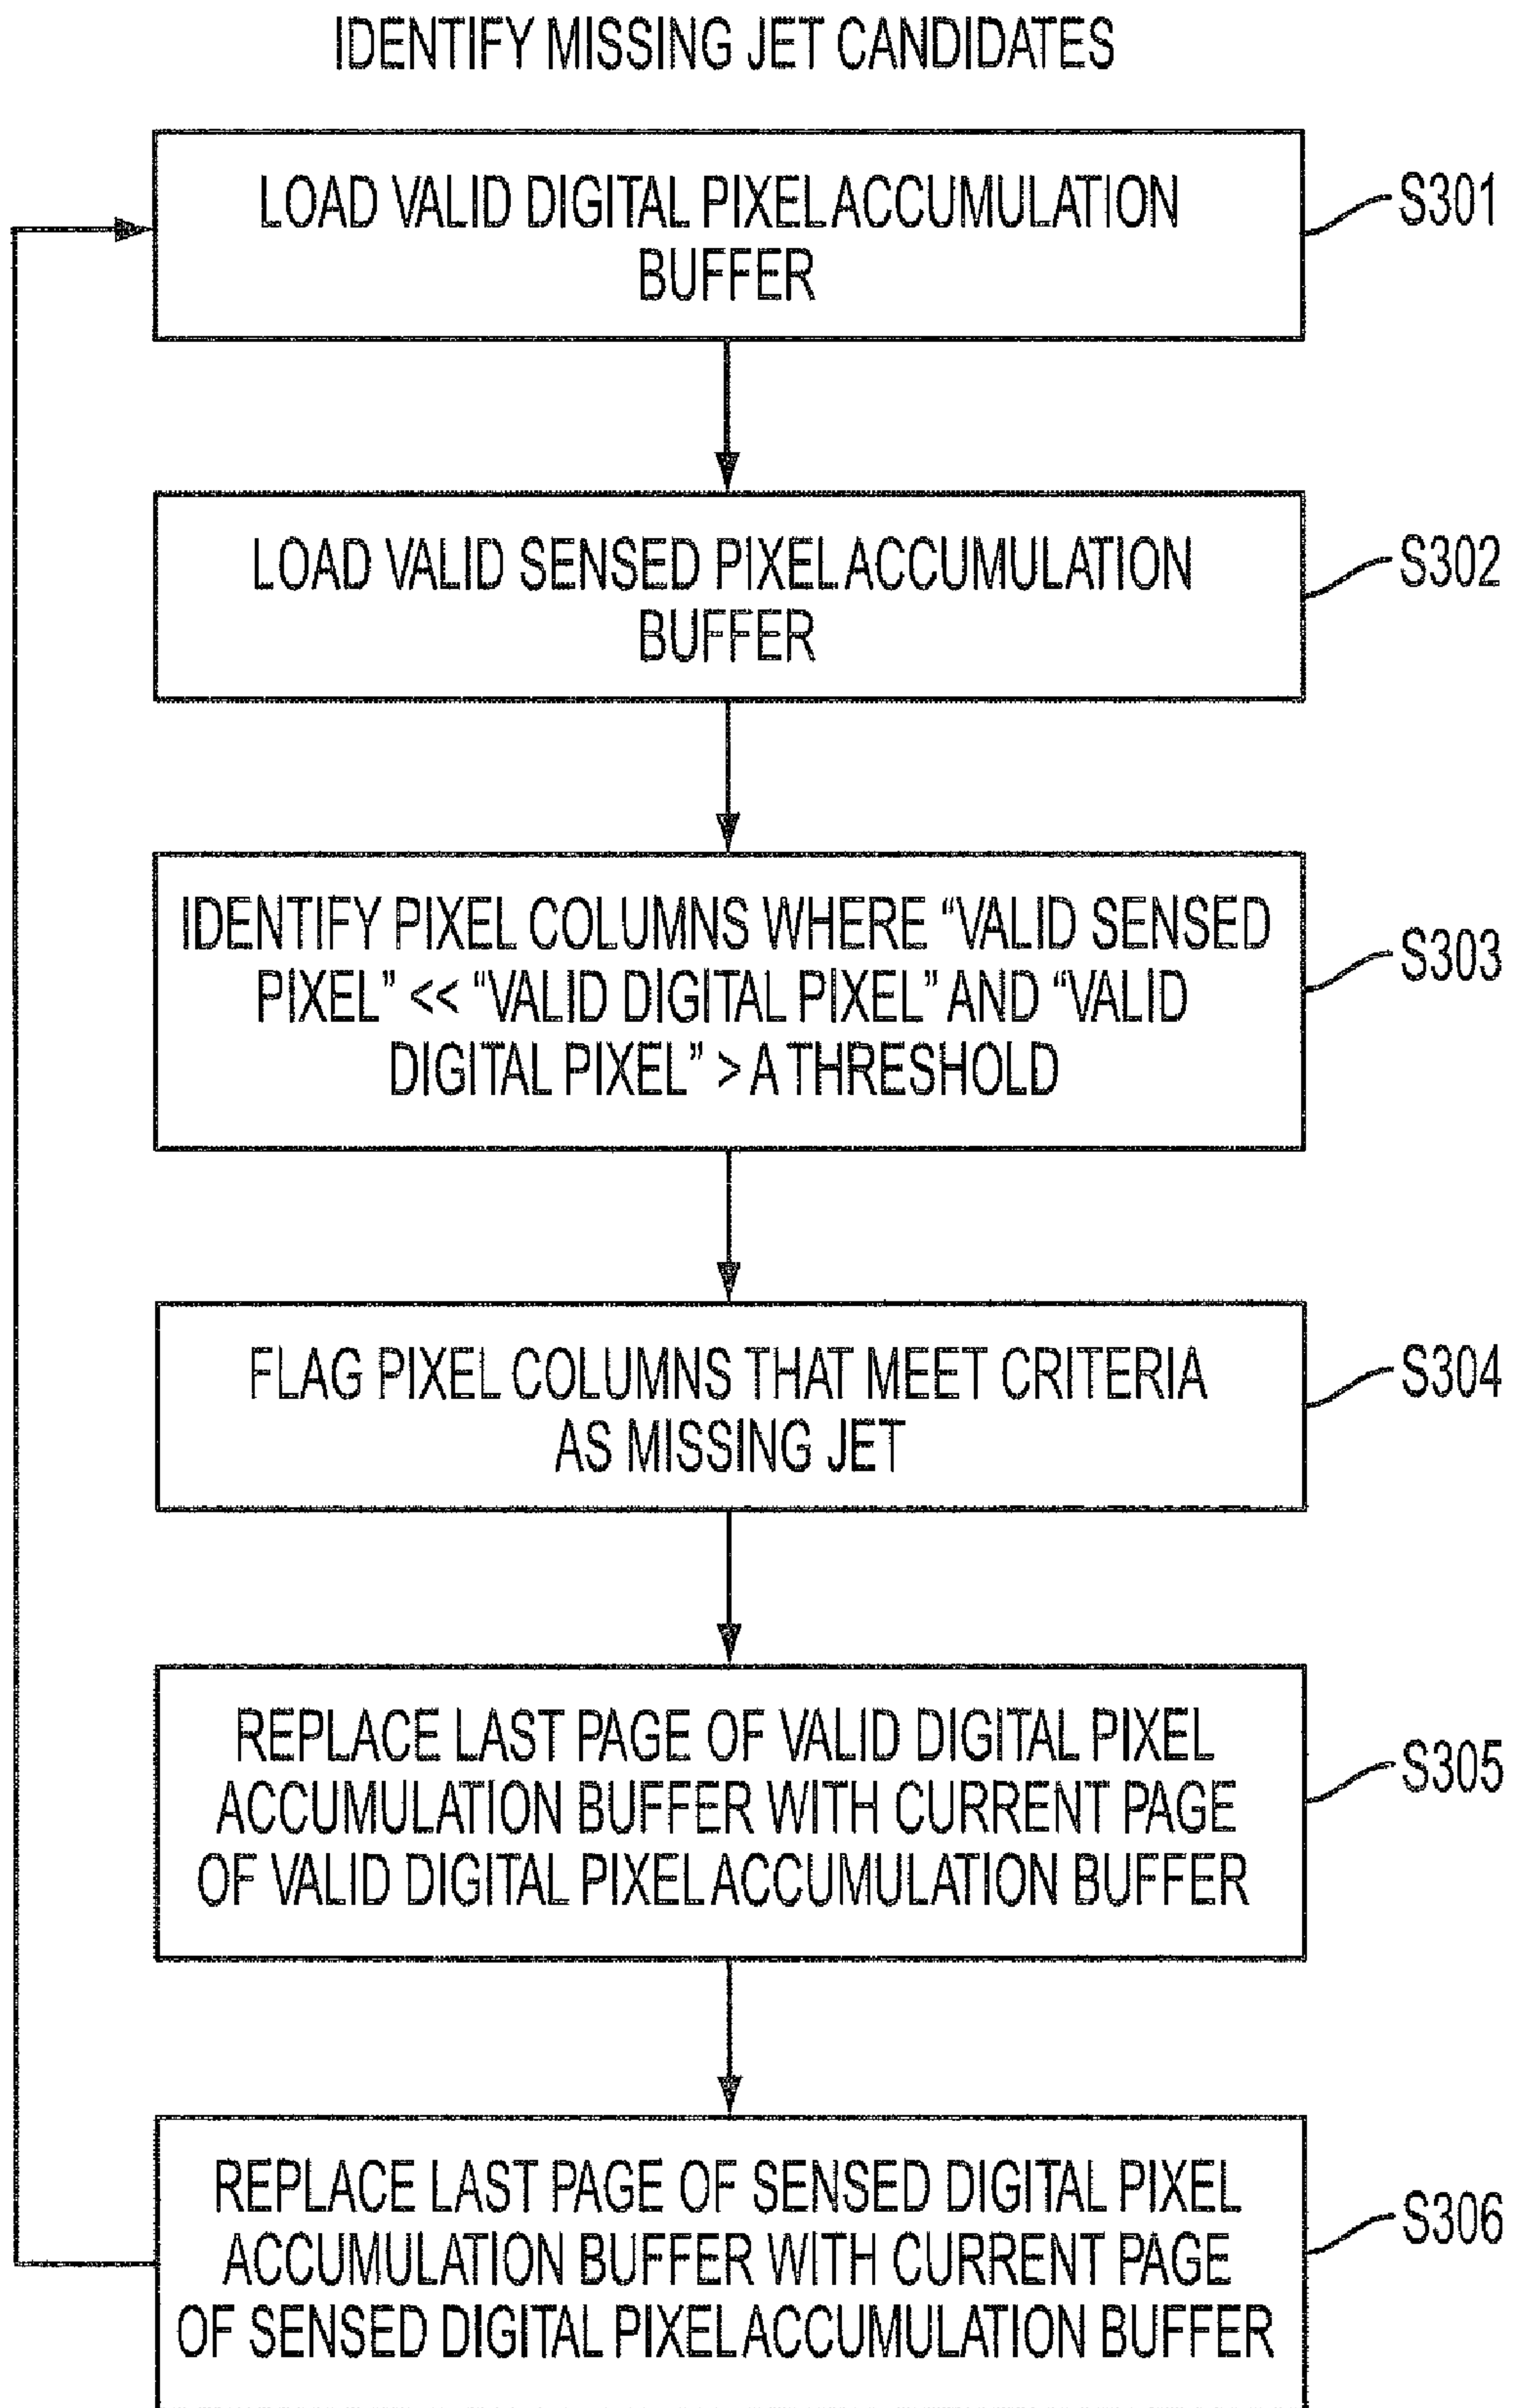 IDENTIFY MISSING JET CANDIDATES
LOAD VALID DIGITAL PIXEL ACCUMULATION
BUFFER
S301
LOAD VALID SENSED PIXEL ACCUMULATION
BUFFER
S302
IDENTIFY PIXEL COLUMNS WHERE “VALID SENSED
PIXEL” << “VALID DIGITAL PIXEL” AND “VALID
DIGITAL PIXEL” > A THRESHOLD
S303
FLAG PIXEL COLUMNS THAT MEET CRITERIA
AS MISSING JET
S304
REPLACE LAST PAGE OF VALID DIGITAL PIXEL
ACCUMULATION BUFFER WITH CURRENT PAGE
OF VALID DIGITAL PIXEL ACCUMULATION BUFFER
S305
REPLACE LAST PAGE OF SENSED DIGITAL PIXEL
ACCUMULATION BUFFER WITH CURRENT PAGE
OF SENSED DIGITAL PIXEL ACCUMULATION BUFFER
S306